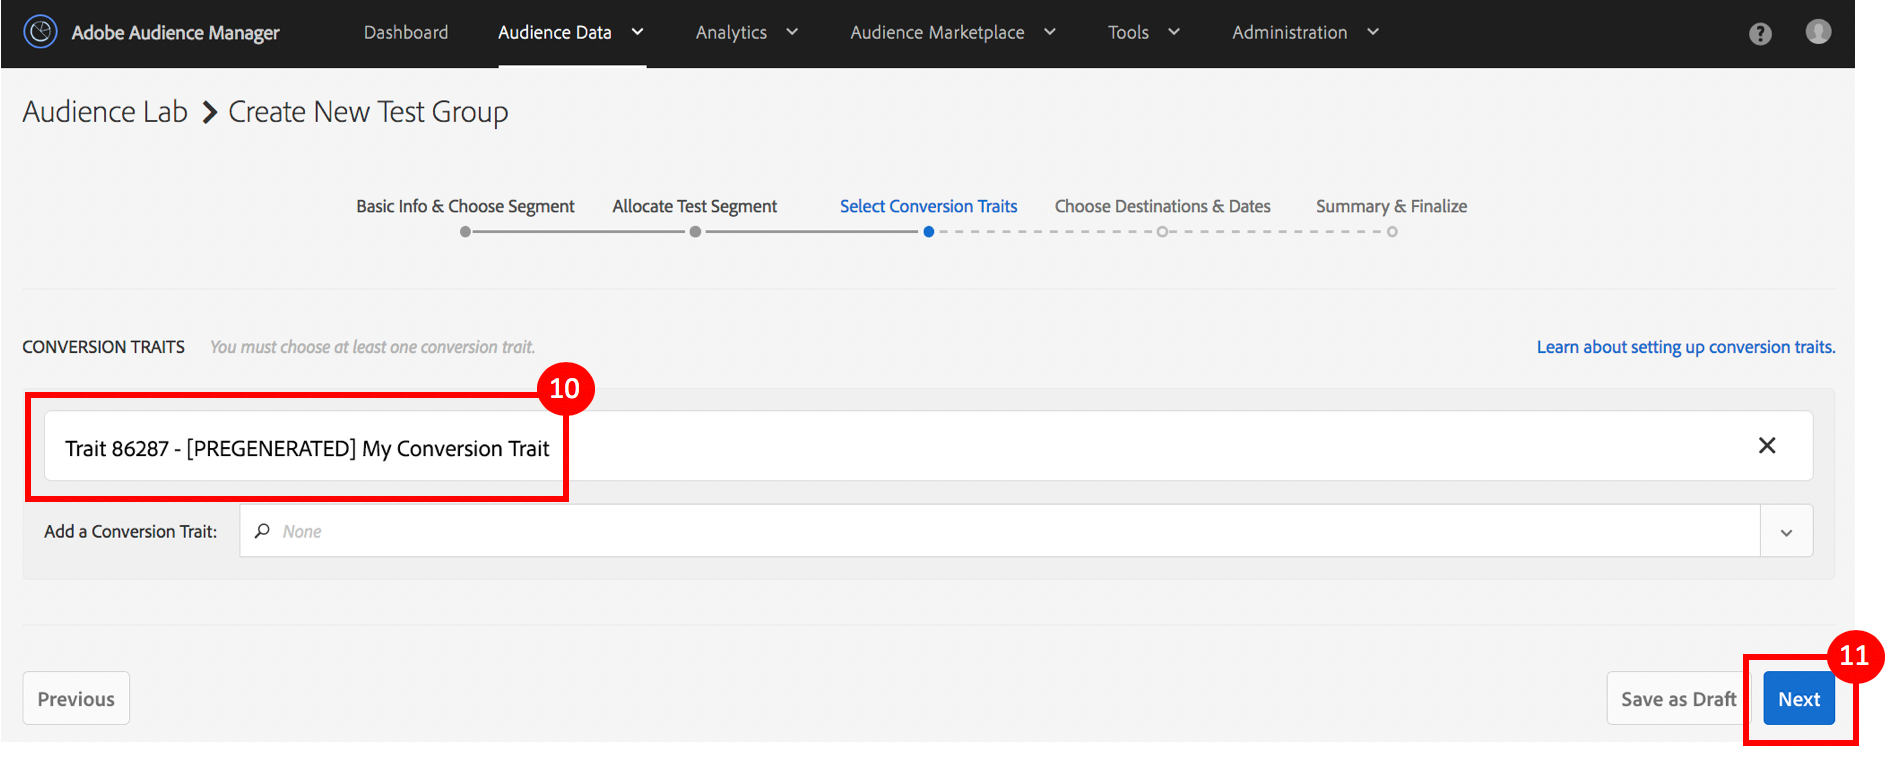 Adobe Audience Manager Dashboard Audience Data Analytics Audience Marketplace Tools Administration ?
Audience Lab > Create New Test Group
Basic Info & Choose Segment Allocate Test Segment Select Conversion Traits Choose Destinations & Dates Summary & Finalize
CONVERSION TRAITS You must choose at least one conversion trait. Learn about setting up conversion traits.
10
Trait 86287 - [PREGENERATED] My Conversion Trait
Add a Conversion Trait: None
11
Previous Save as Draft Next